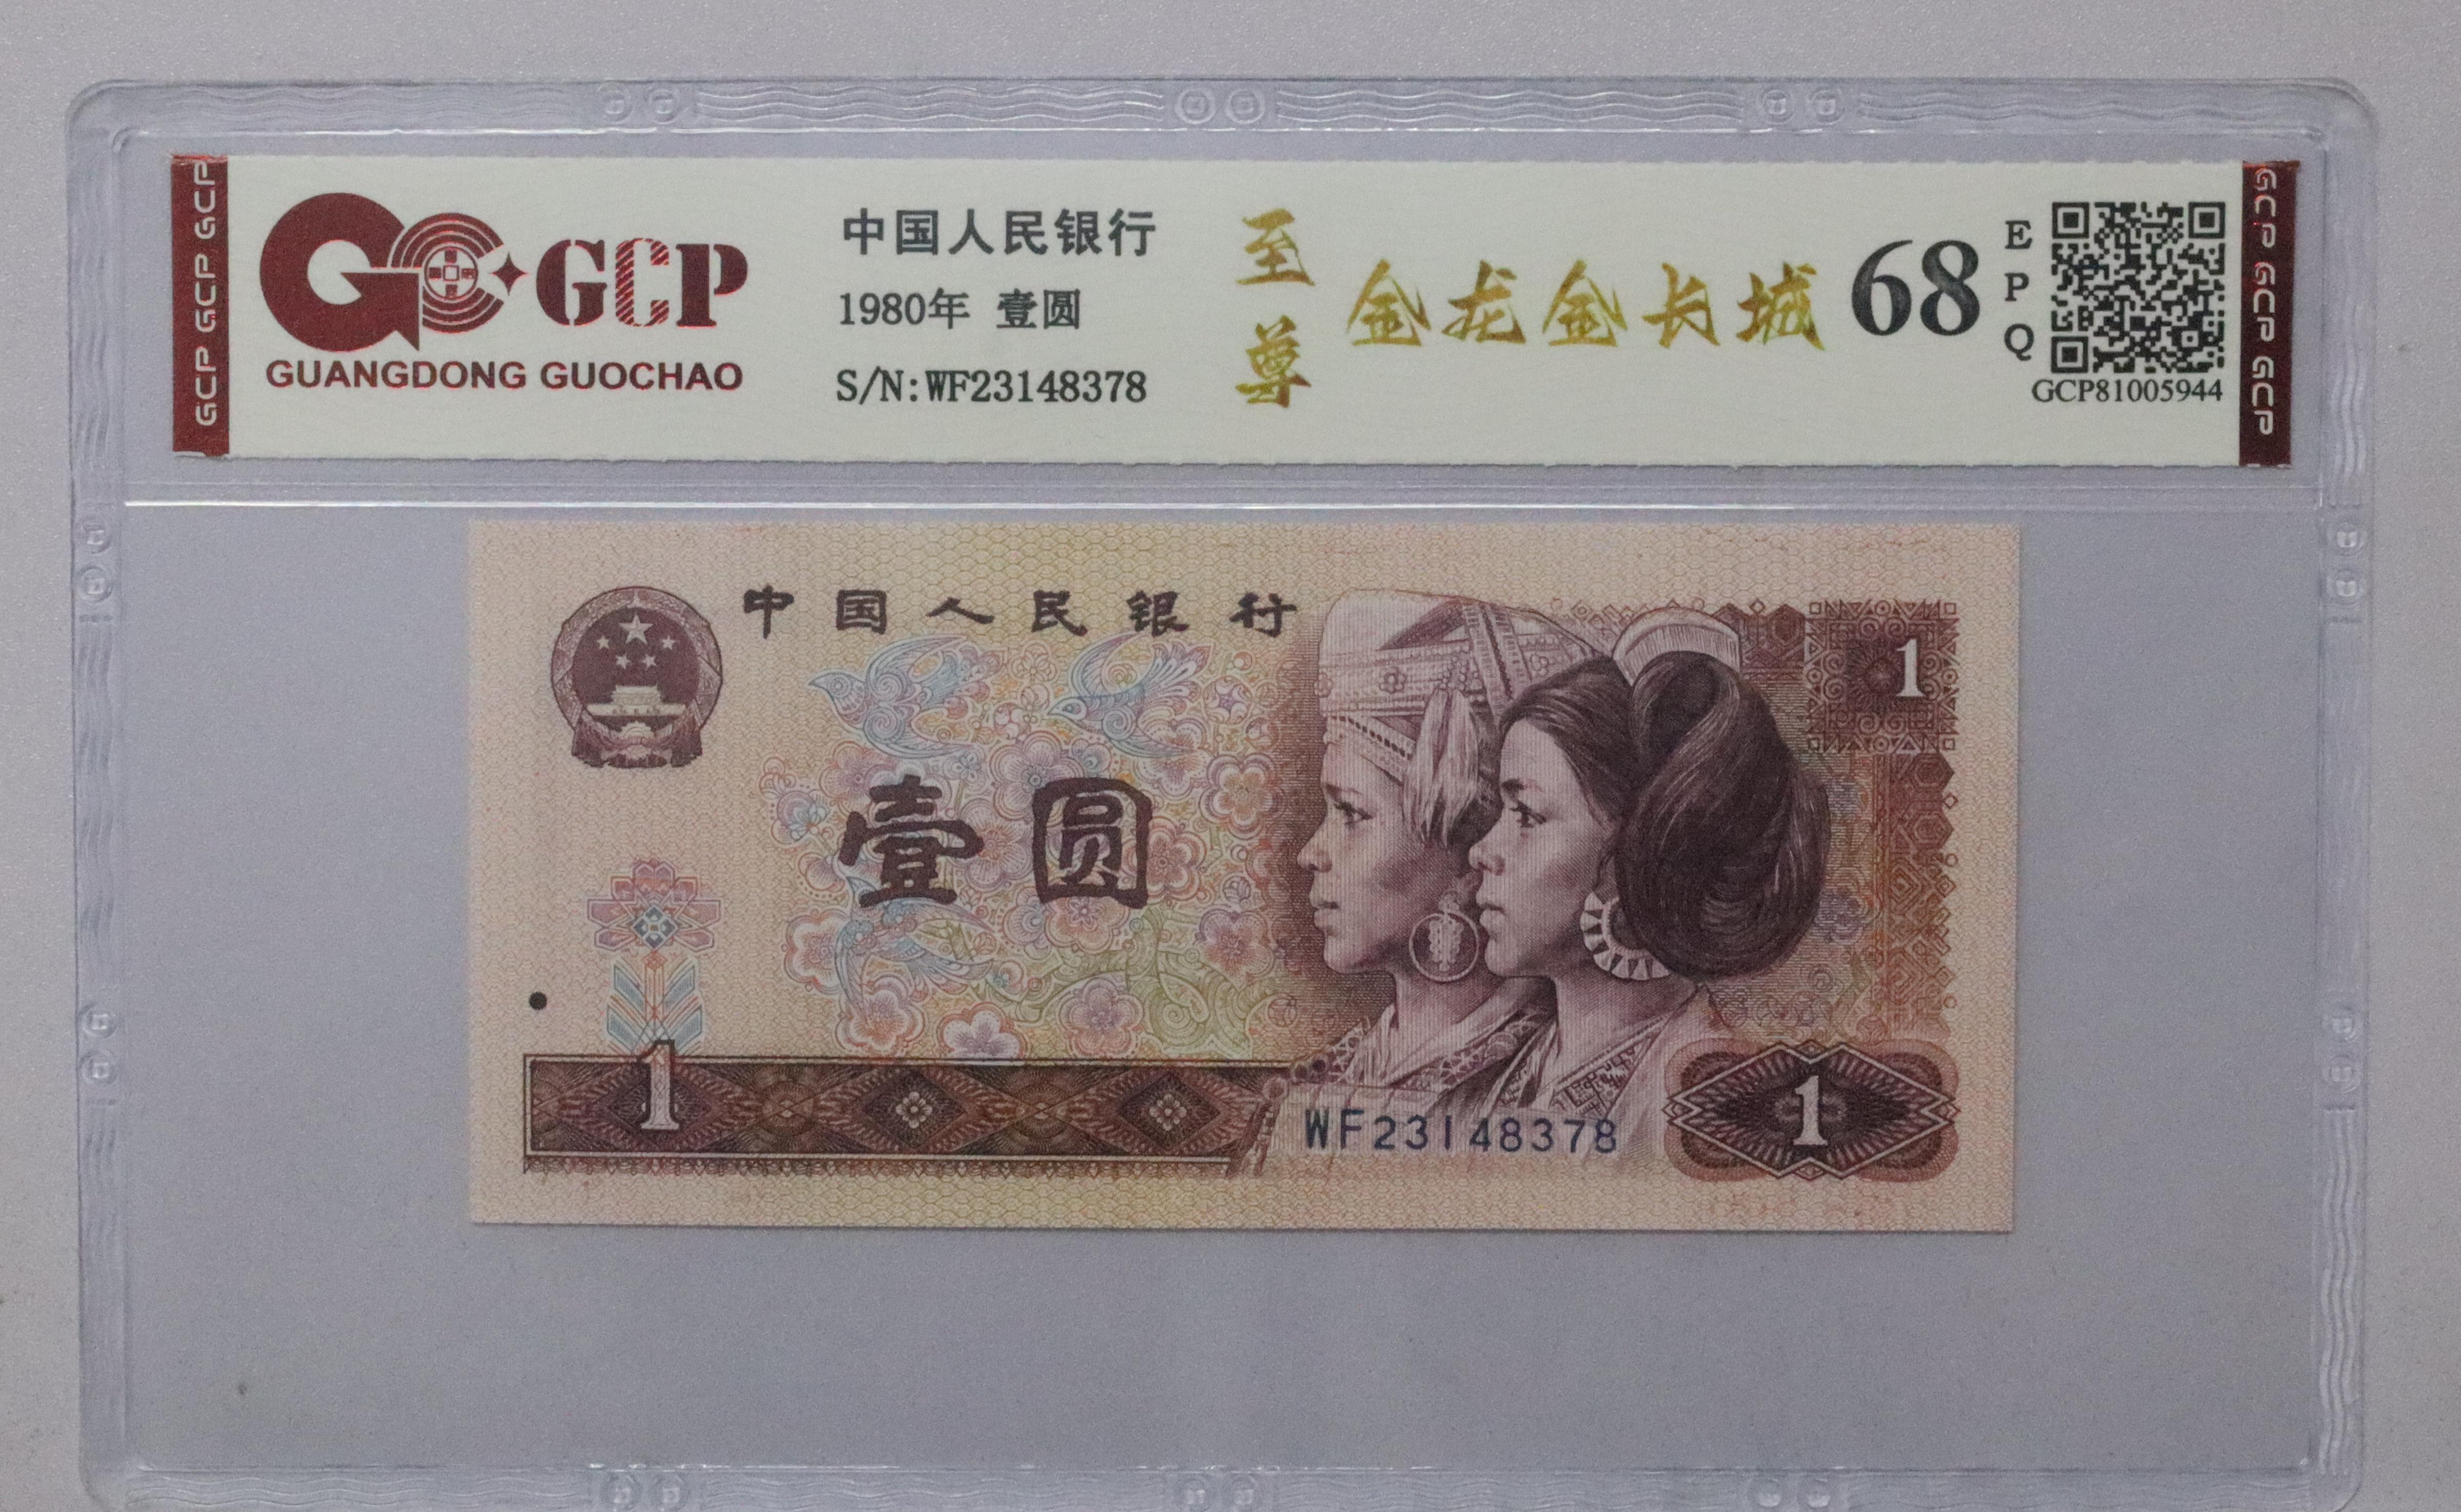 GCP GCP GCP
GCP
GUANGDONG GUOCHAO
中国人民银行
1980年 壹圆
S/N:WF23148378
至尊
金龙金长城
68
EPQ
GCP81005944
GCP GCP GCP
中国人民银行
1
壹圆
1
WF23148378
1